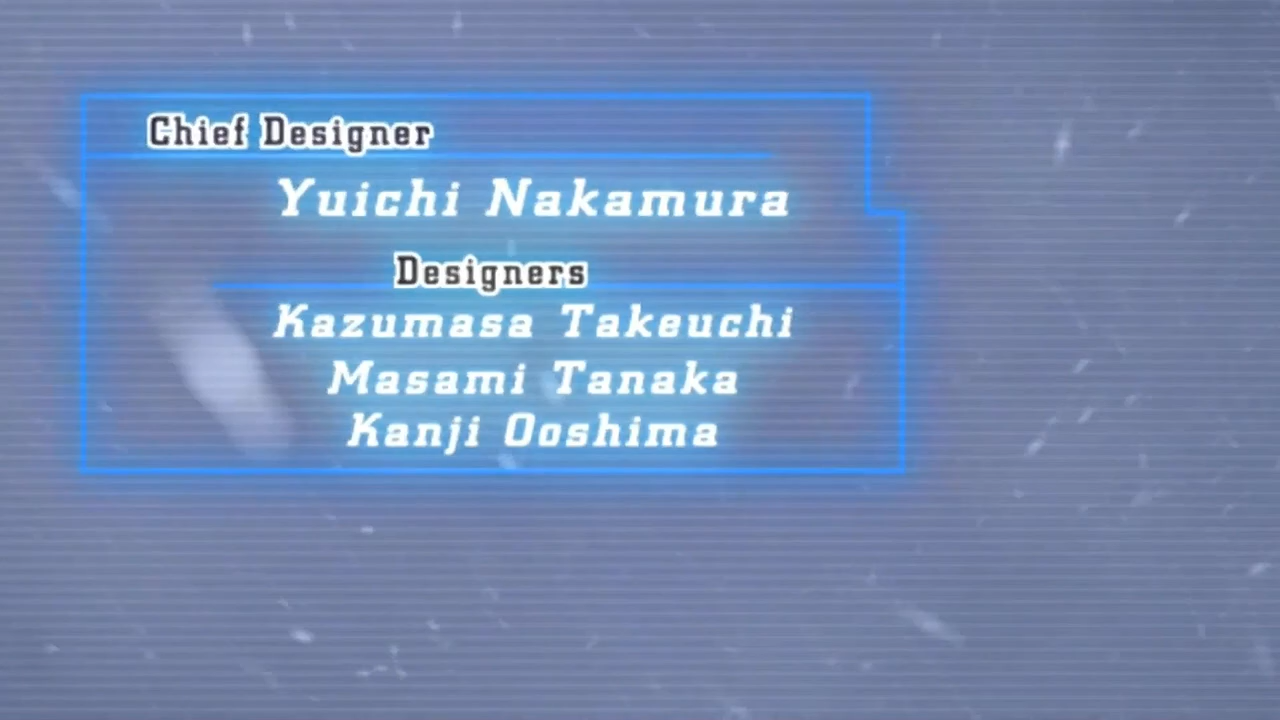 Chief Designer
Yuichi Nakamura
Designers
Kazumasa Takeuchi
Masami Tanaka
Kanji Ooshima